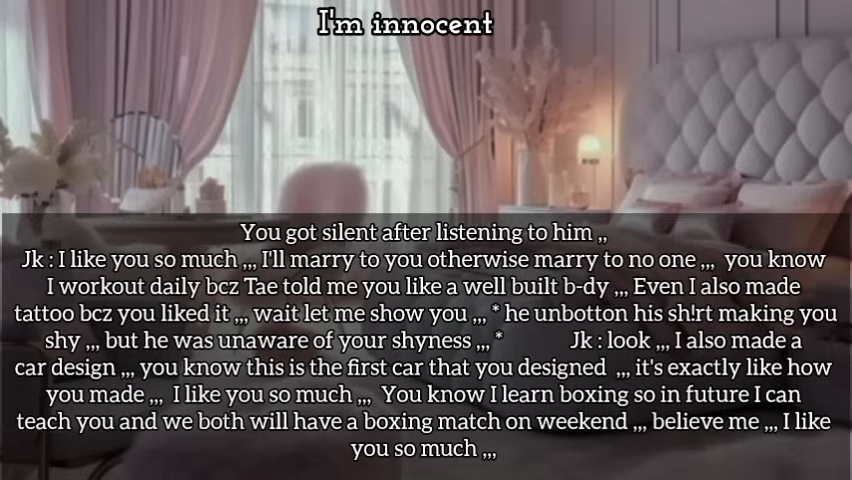 I'm innocent
You got silent after listening to him ,,
Jk : I like you so much ,,, I'll marry to you otherwise marry to no one ,,, you know
I workout daily bcz Tae told me you like a well built b-dy ,,, Even I also made
tattoo bcz you liked it ,,, wait let me show you ,,, * he unbotton his sh!rt making you
shy ,,, but he was unaware of your shyness ,,, * Jk : look ,,, I also made a
car design ,,, you know this is the first car that you designed ,,, it's exactly like how
you made ,,, I like you so much ,,, You know I learn boxing so in future I can
teach you and we both will have a boxing match on weekend ,,, believe me ,,, I like
you so much ,,,